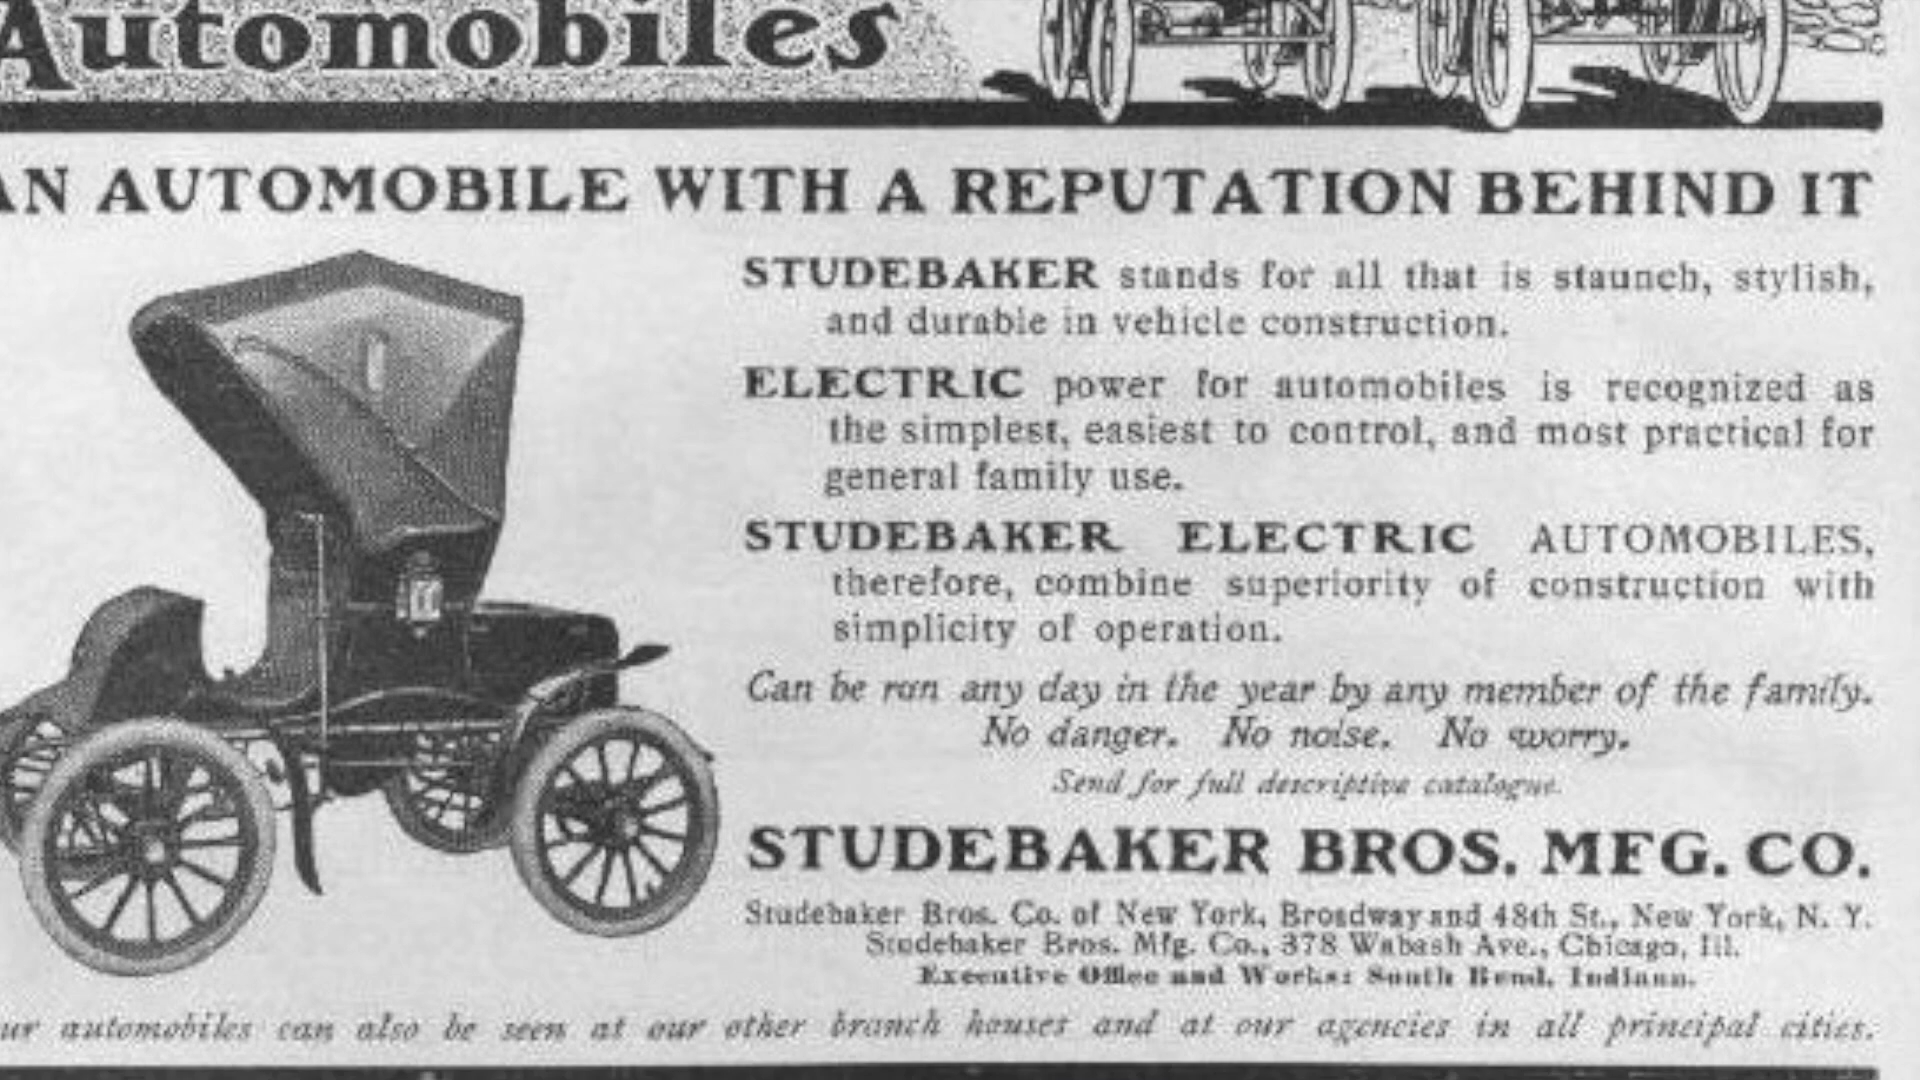 Automobiles
AN AUTOMOBILE WITH A REPUTATION BEHIND IT
STUDEBAKER stands for all that is staunch, stylish,
and durable in vehicle construction.
ELECTRIC power for automobiles is recognized as
the simplest, easiest to control, and most practical for
general family use.
STUDEBAKER ELECTRIC AUTOMOBILES,
therefore, combine superiority of construction with
simplicity of operation.
Can be run any day in the year by any member of the family.
No danger. No noise. No worry.
Send for full descriptive catalogue.
STUDEBAKER BROS. MFG. CO.
Studebaker Bros. Co. of New York, Broadway and 48th St., New York, N. Y.
Studebaker Bros. Mfg. Co., 378 Wabash Ave., Chicago, Ill.
Executive Office and Works: South Bend, Indiana.
ur automobiles can also be seen at our other branch houses and at our agencies in all principal cities.